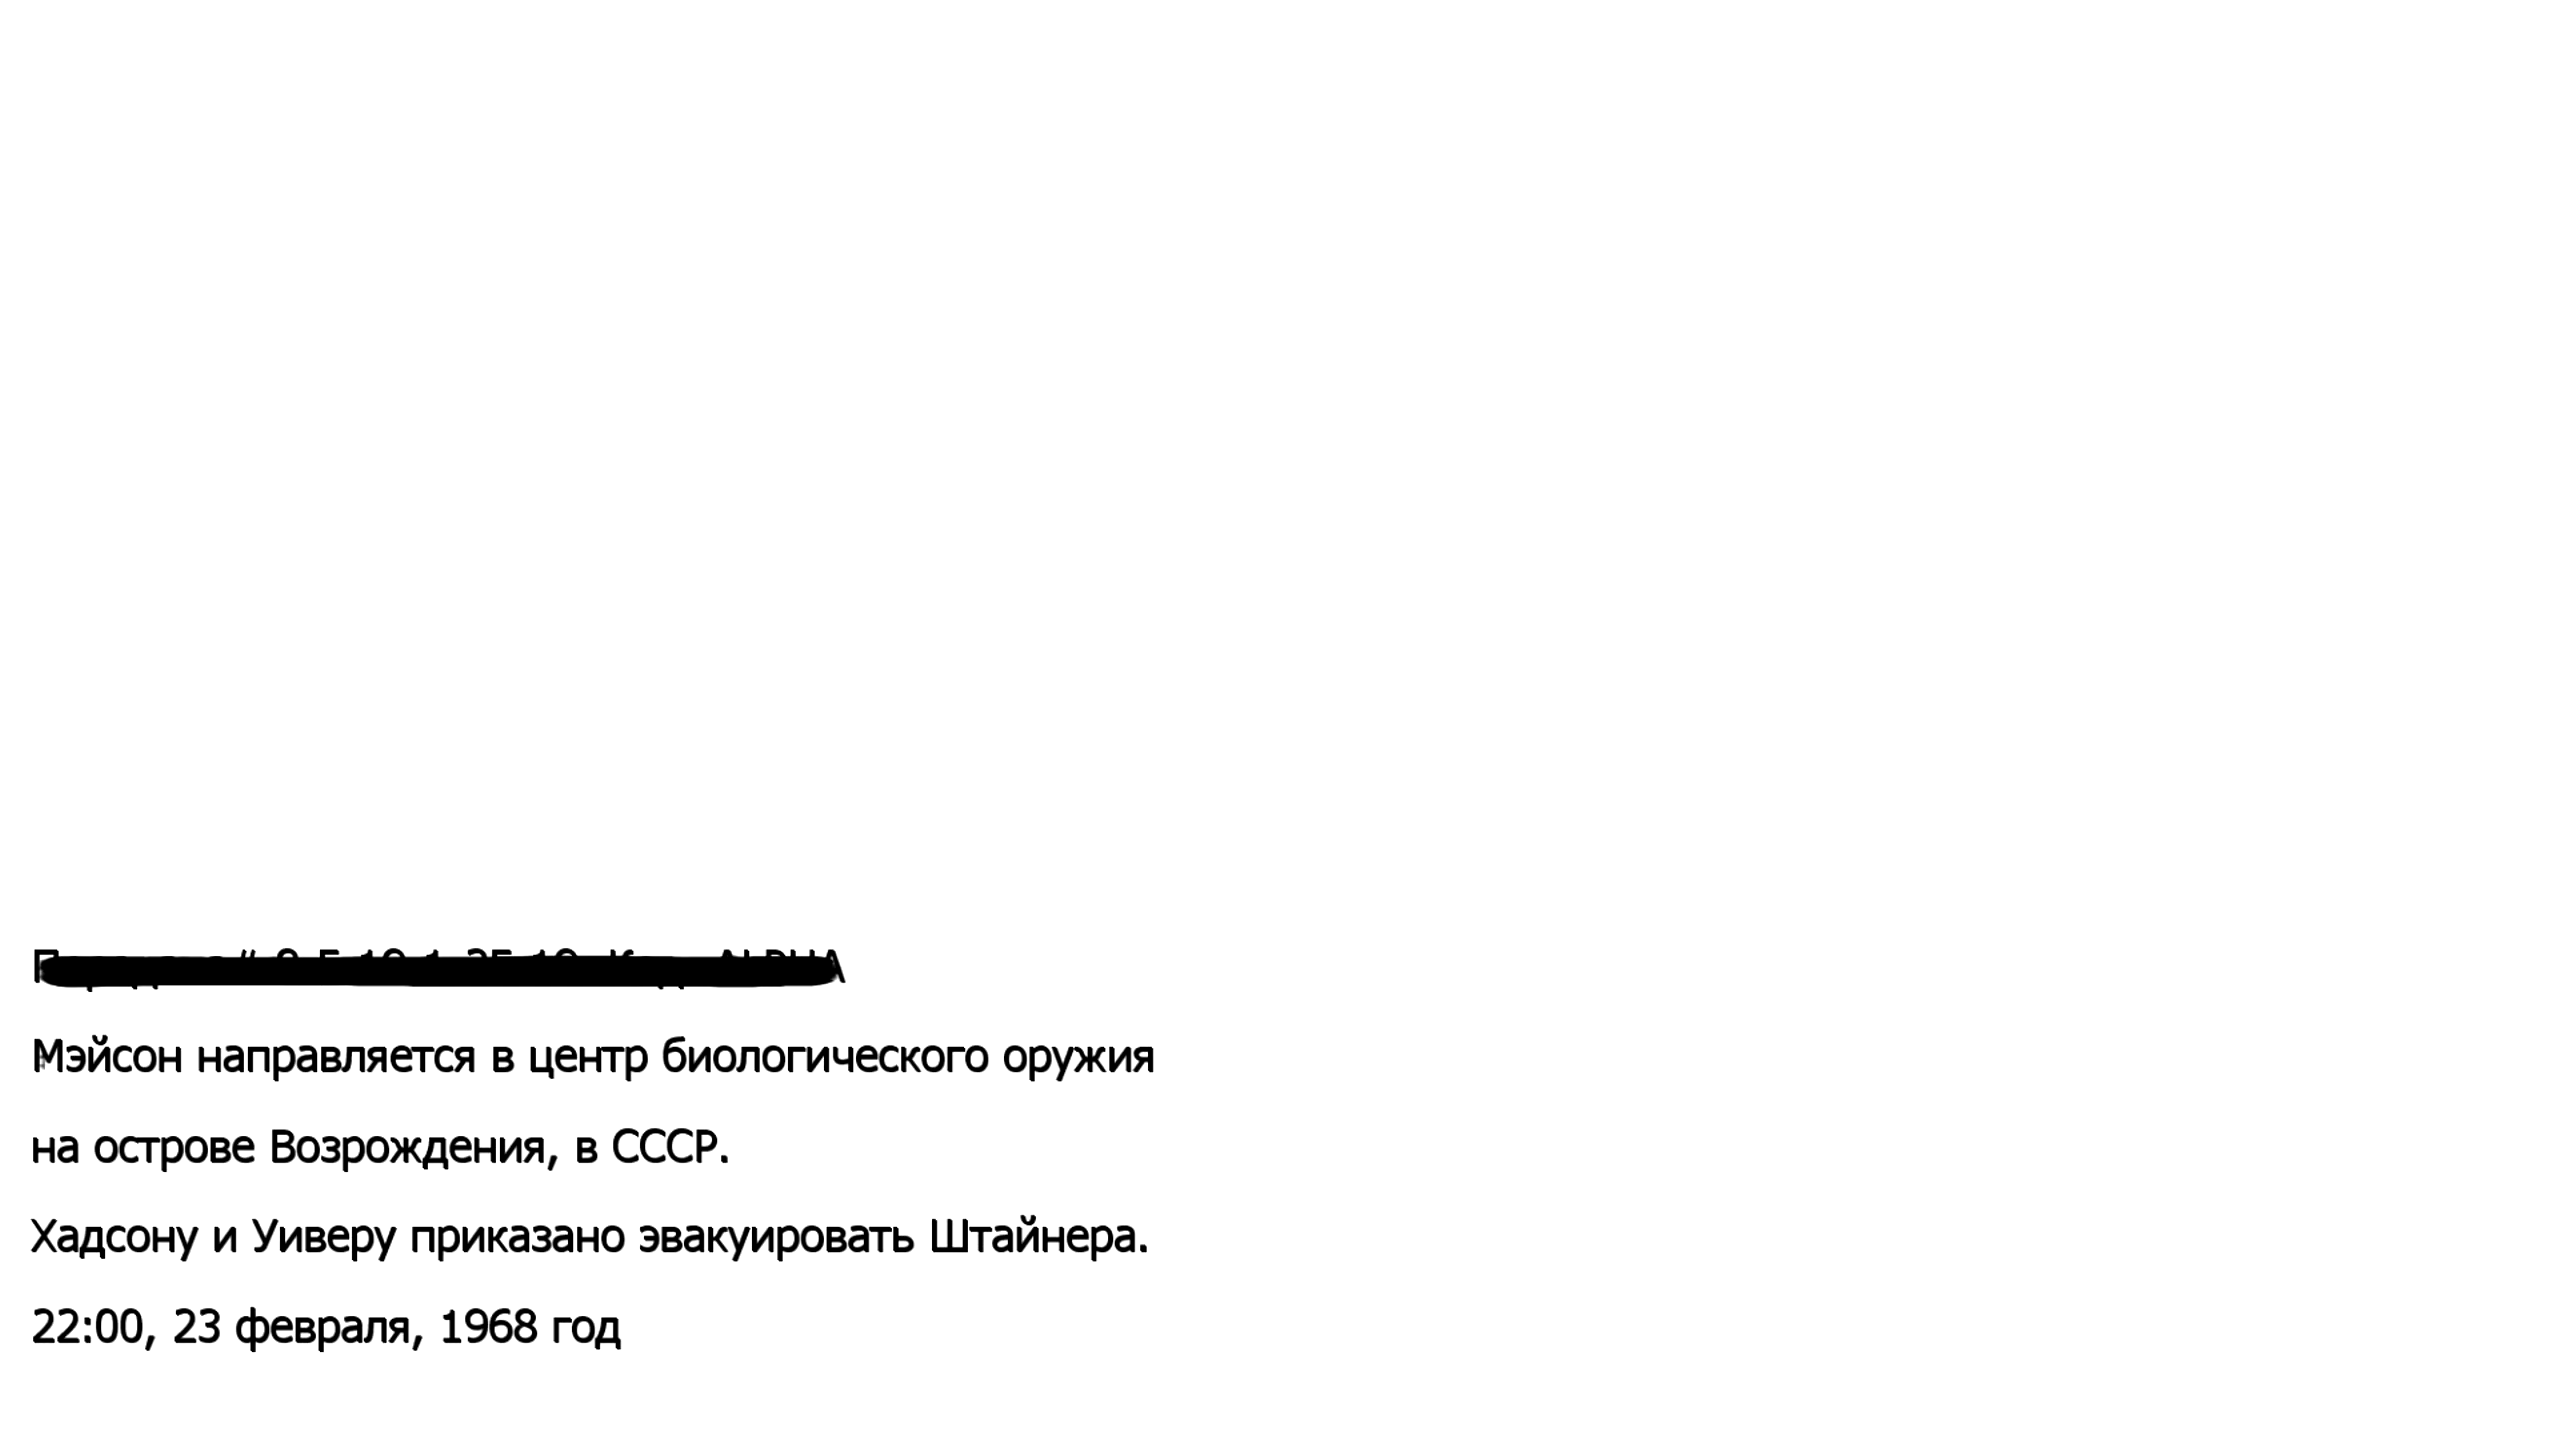 Мэйсон направляется в центр биологического оружия
на острове Возрождения, в СССР.
Хадсону и Уиверу приказано эвакуировать Штайнера.
22:00, 23 февраля, 1968 год